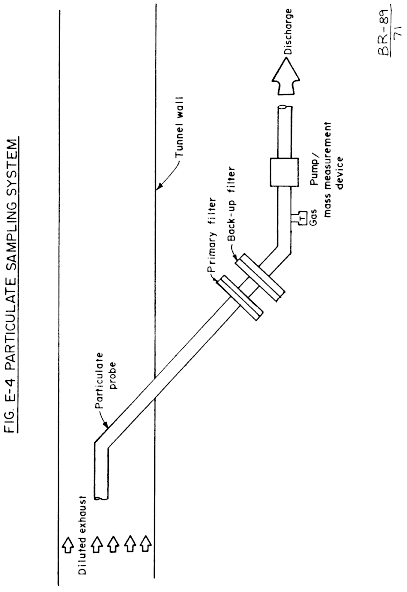 FIG. E-4 PARTICULATE SAMPLING SYSTEM
Diluted exhaust
Particulate
probe
Tunnel wall
Primary filter
Back-up filter
Gas
Pump/
mass measurement
device
Discharge
BR-89
71